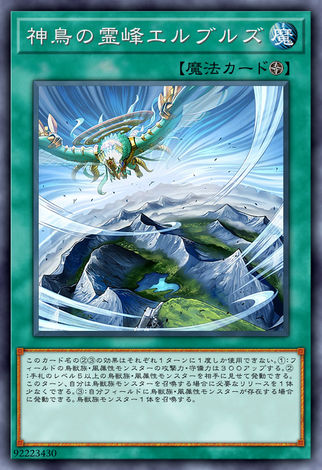 神鳥の霊峰エルブルズ 魔
【魔法カード】
このカード名の②③の効果はそれぞれ1ターンに1度しか使用できない。①:フ
ィールドの鳥獣族・風属性モンスターの攻撃力・守備力は300アップする。②
:手札のレベル5以上の鳥獣族・風属性モンスターを相手に見せて発動できる。
このターン、自分は鳥獣族モンスターを召喚する場合に必要なリリースを1体
少なくできる。③:自分フィールドに鳥獣族・風属性モンスターが存在する場合
に発動できる。鳥獣族モンスター1体を召喚する。
92223430